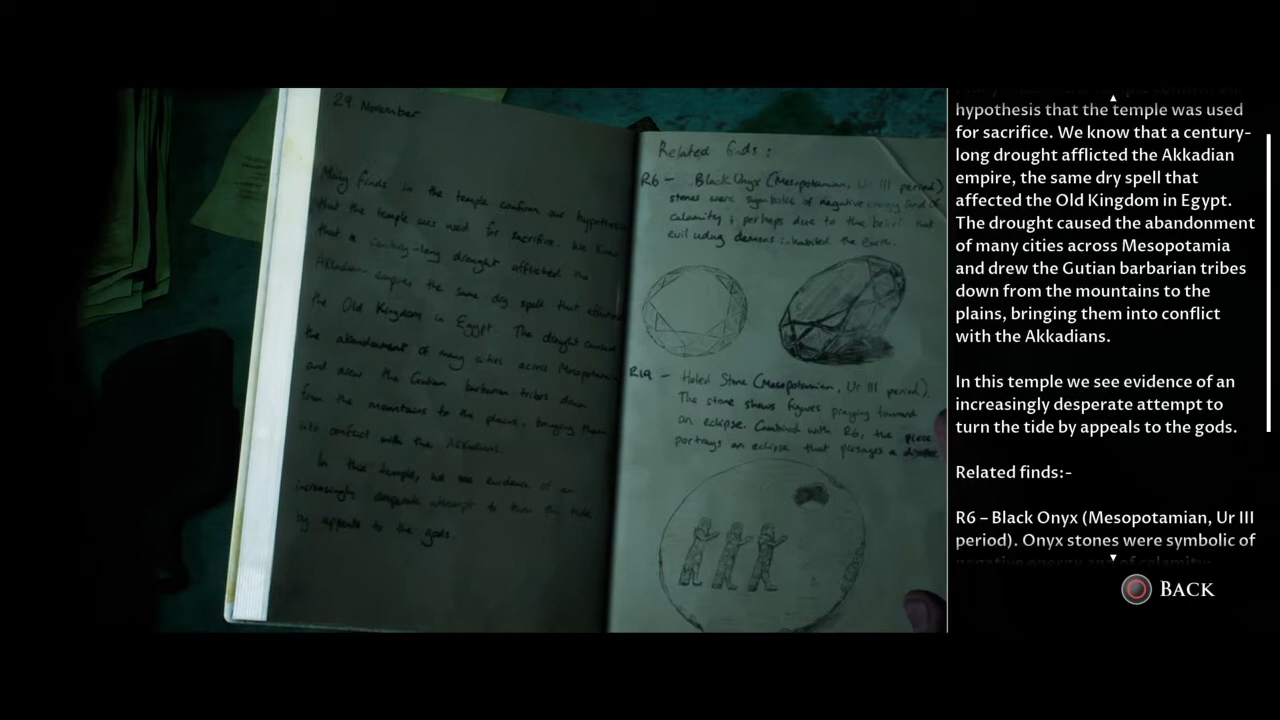 29 November
Many finds in the temple confirm our hypothesis
that the temple was used for sacrifice. We know
that a century-long drought afflicted the
Akkadian empire, the same dry spell that affected
the Old Kingdom in Egypt. The drought caused
the abandonment of many cities across Mesopotamia
and drew the Gutian barbarian tribes down
from the mountains to the plains, bringing them
into conflict with the Akkadians.
In this temple, we see evidence of an
increasingly desperate attempt to turn the tide
by appeals to the gods.
Related finds:
R6 - Black Onyx (Mesopotamian, Ur III period)
stones were symbolic of negative energy and of
calamity; perhaps due to the belief that
evil udug demons inhabited the Earth.
R19 - Holed Stone (Mesopotamian, Ur III period).
The stone shows figures praying toward
an eclipse. Combined with R6, the piece
portrays an eclipse that presages a disaster
hypothesis that the temple was used
for sacrifice. We know that a century-
long drought afflicted the Akkadian
empire, the same dry spell that
affected the Old Kingdom in Egypt.
The drought caused the abandonment
of many cities across Mesopotamia
and drew the Gutian barbarian tribes
down from the mountains to the
plains, bringing them into conflict
with the Akkadians.
In this temple we see evidence of an
increasingly desperate attempt to
turn the tide by appeals to the gods.
Related finds:-
R6 – Black Onyx (Mesopotamian, Ur III
period). Onyx stones were symbolic of
negative energy and of calamity;
Back